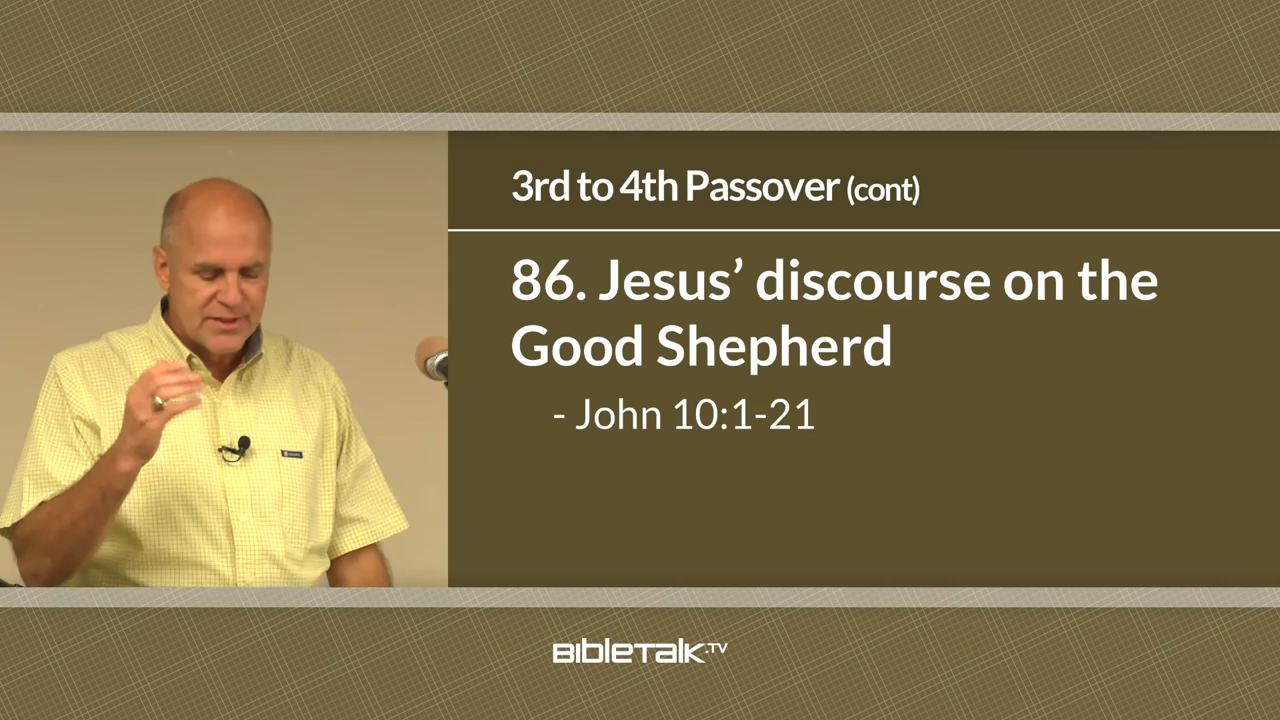 3rd to 4th Passover (cont)
86. Jesus’ discourse on the
Good Shepherd
- John 10:1-21
BIBLETALK.TV